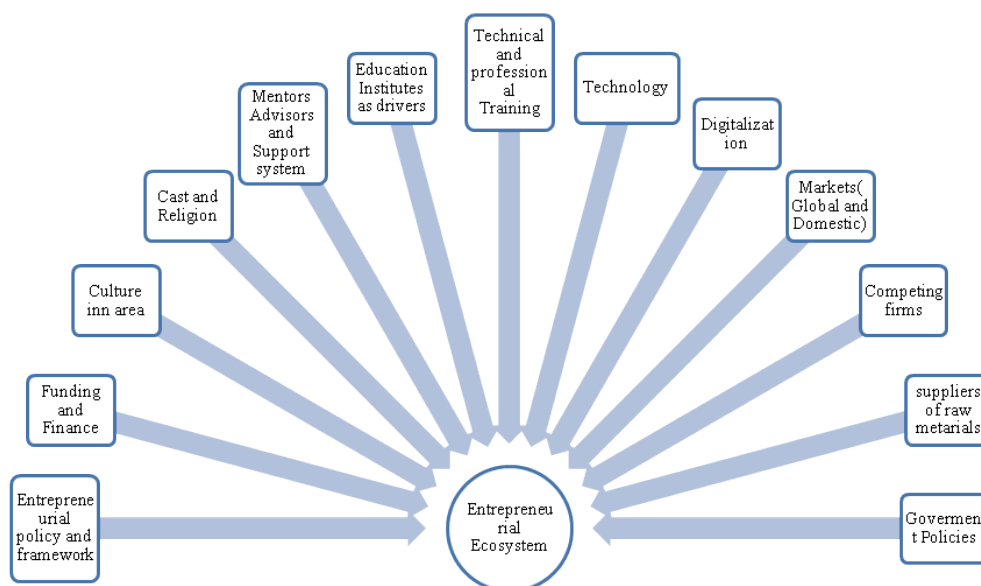 Entreprene
urial
policy and
framework
Funding
and
Finance
Culture
inn area
Cast and
Religion
Mentors
Advisors
and
Support
system
Education
Institutes
as drivers
Technical
and
profession
al
Training
Technology
Digitalizat
ion
Markets(
Global and
Domestic)
Competing
firms
suppliers
of raw
metarials
Govermen
t Policies
Entrepreneu
rial
Ecosystem